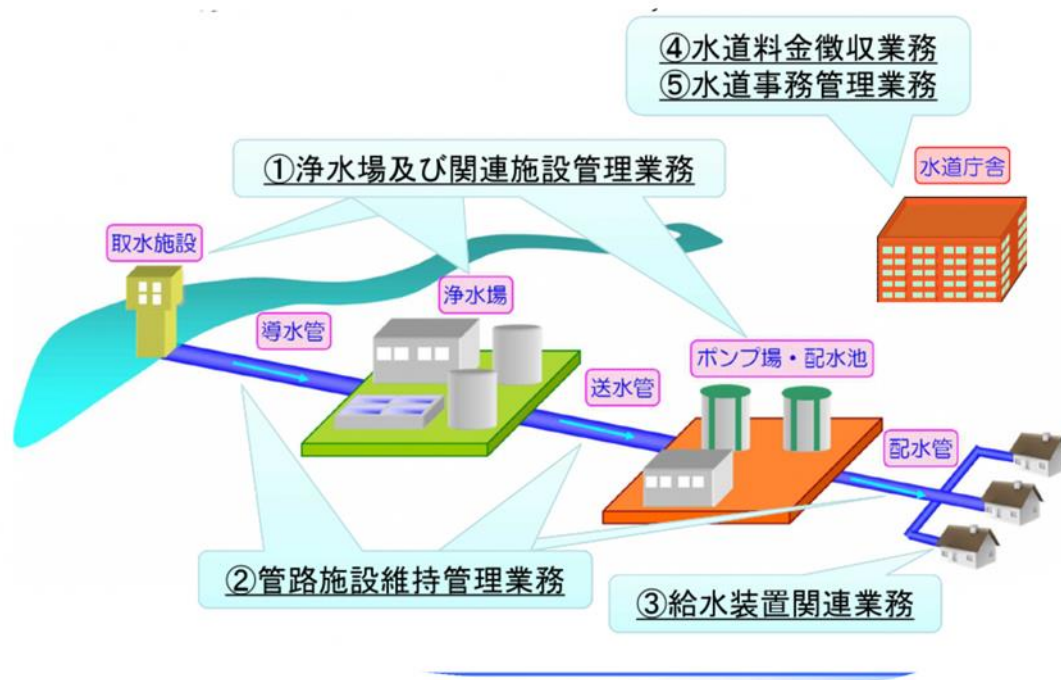 ④水道料金徴収業務
⑤水道事務管理業務
①浄水場及び関連施設管理業務
水道庁舎
取水施設
浄水場
導水管
ポンプ場・配水池
送水管
配水管
②管路施設維持管理業務
③給水装置関連業務